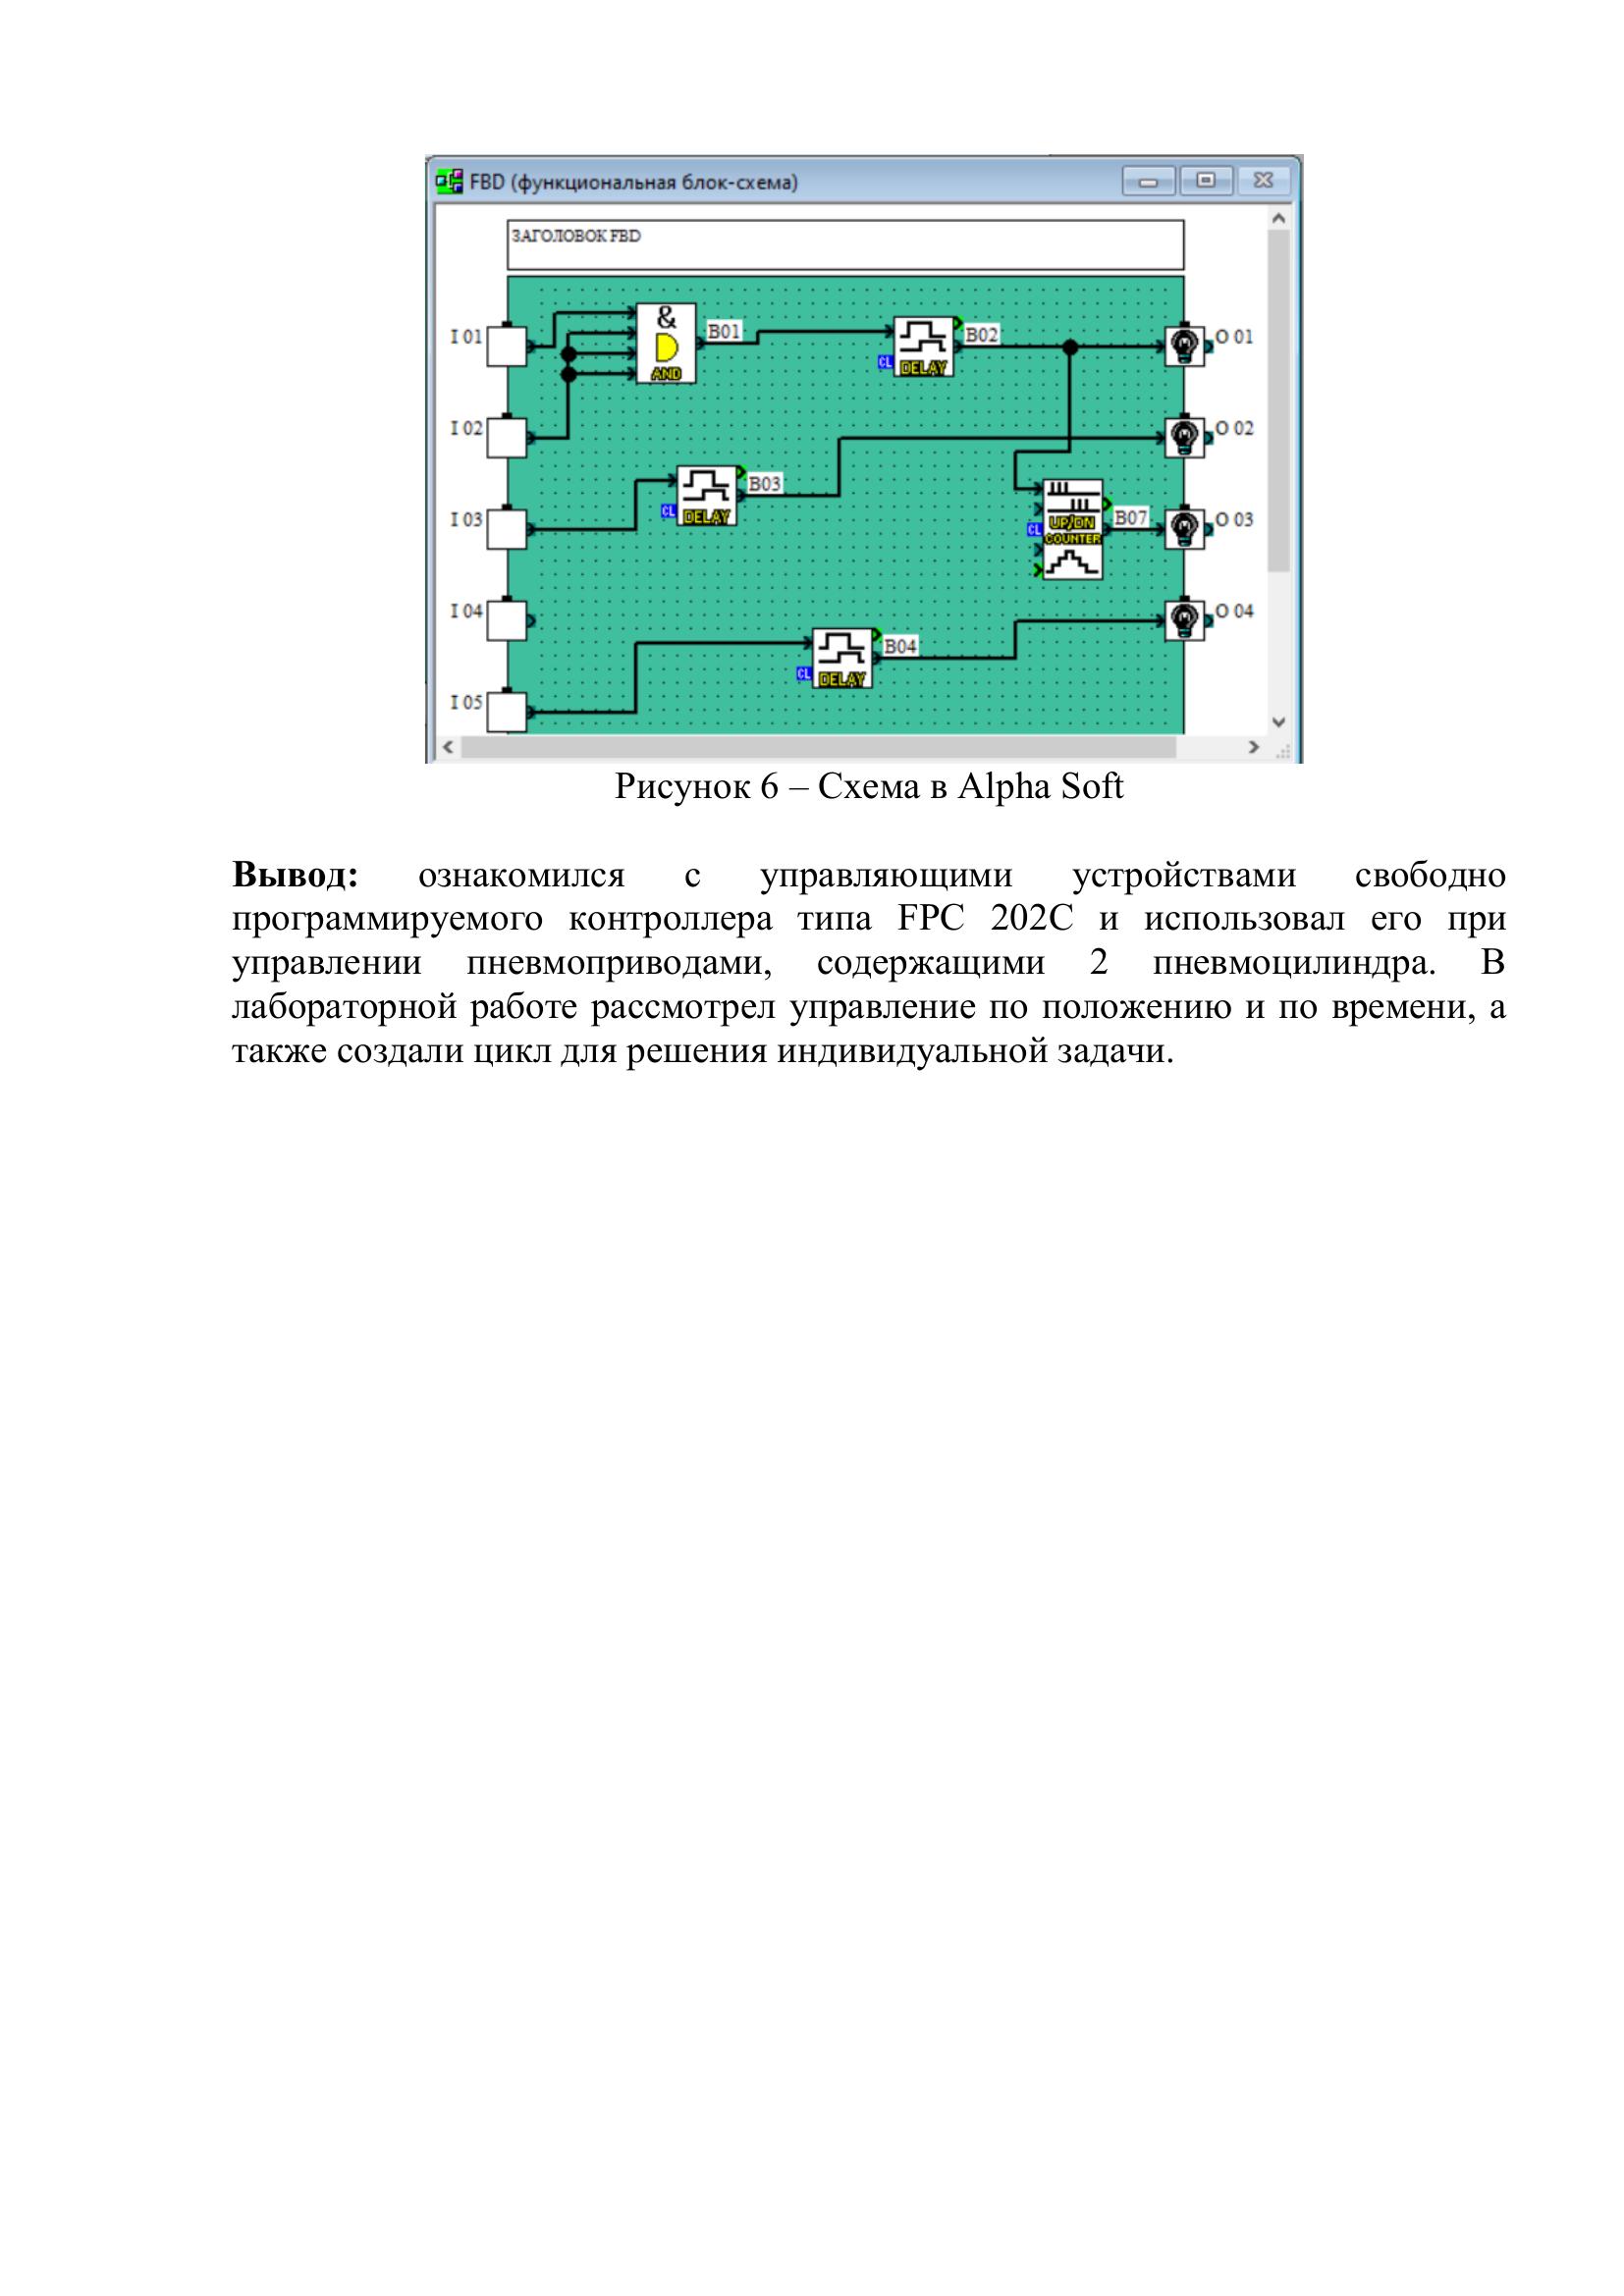 FBD (функциональная блок-схема)
ЗАГОЛОВОК FBD
&
AND
B01
DELAY
CL
B02
I 01
O 01
I 02
O 02
DELAY
CL
B03
I 03
UP/DN
COUNTER
CL
B07
O 03
I 04
O 04
DELAY
CL
B04
I 05
Рисунок 6 – Схема в Alpha Soft
Вывод: ознакомился с управляющими устройствами свободно
программируемого контроллера типа FPC 202C и использовал его при
управлении пневмоприводами, содержащими 2 пневмоцилиндра. В
лабораторной работе рассмотрел управление по положению и по времени, а
также создали цикл для решения индивидуальной задачи.